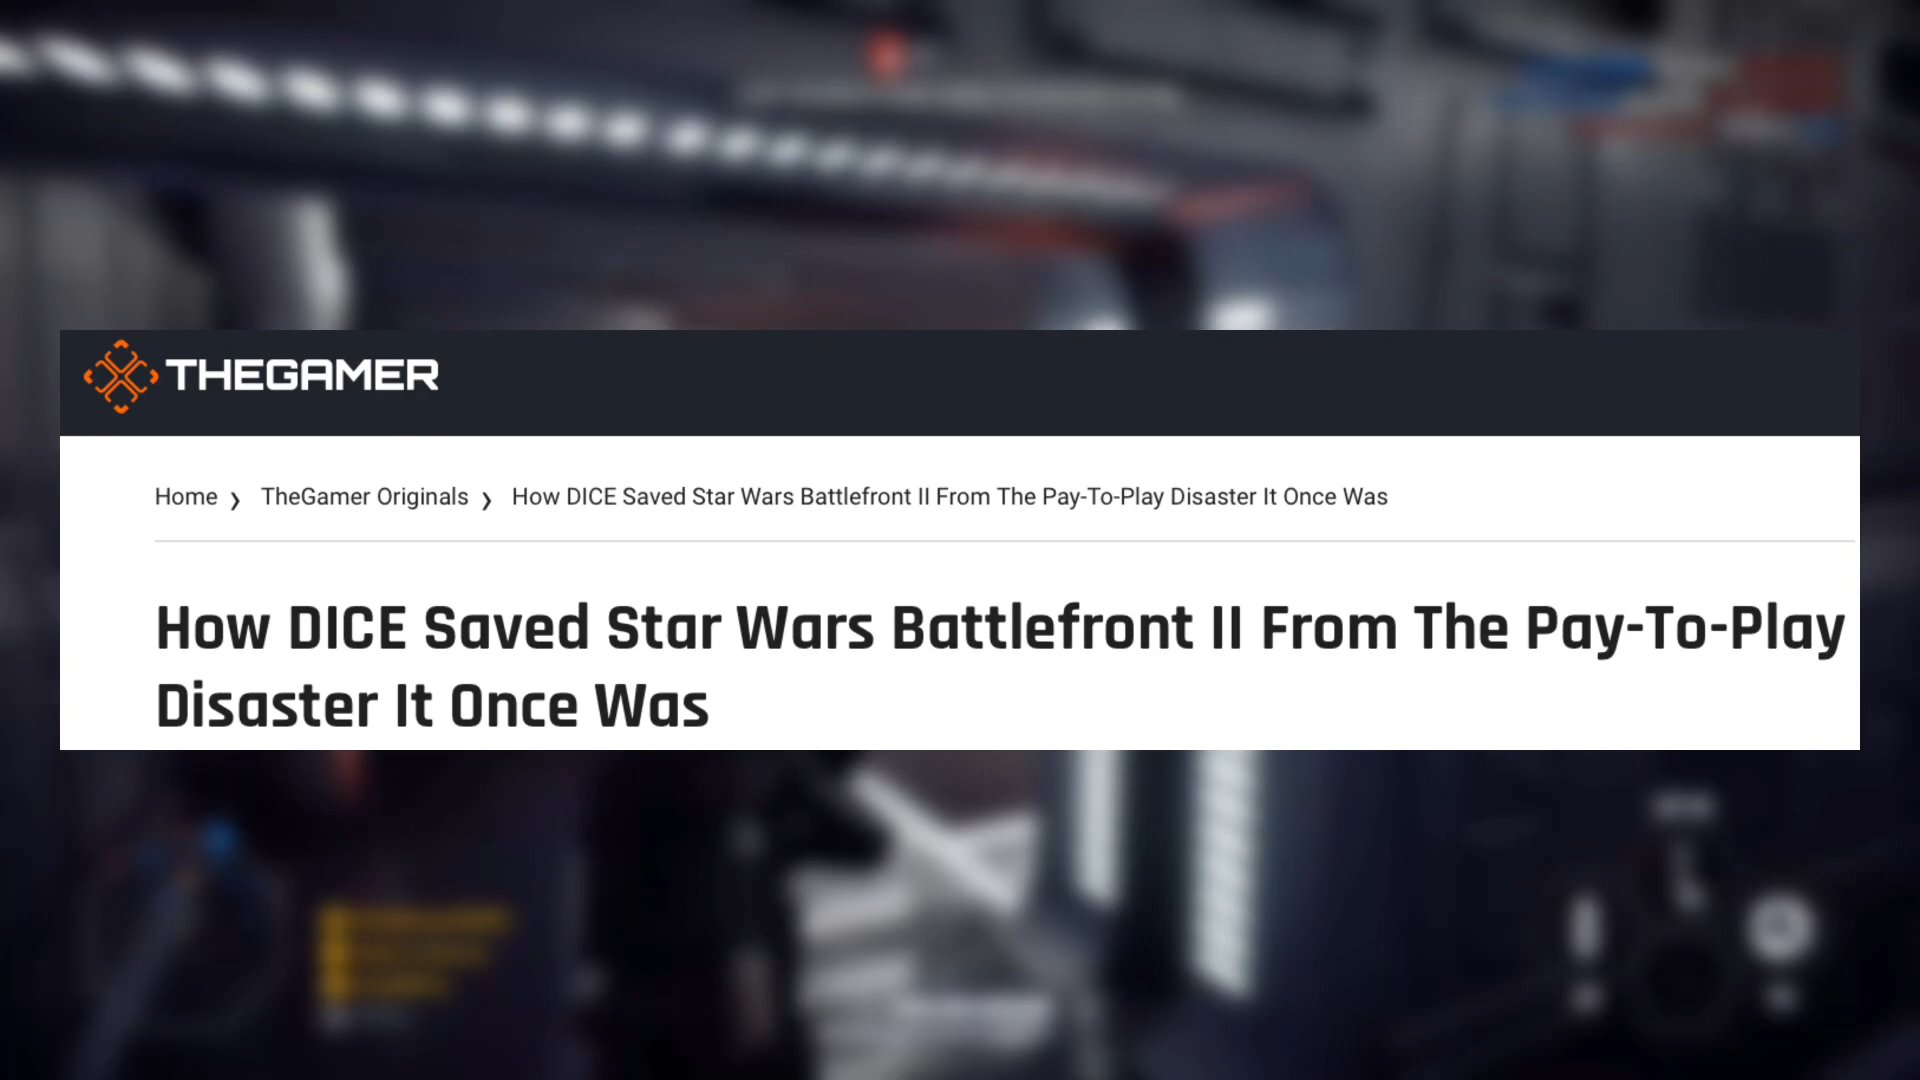 THEGAMER
Home › TheGamer Originals › How DICE Saved Star Wars Battlefront II From The Pay-To-Play Disaster It Once Was
How DICE Saved Star Wars Battlefront II From The Pay-To-Play
Disaster It Once Was